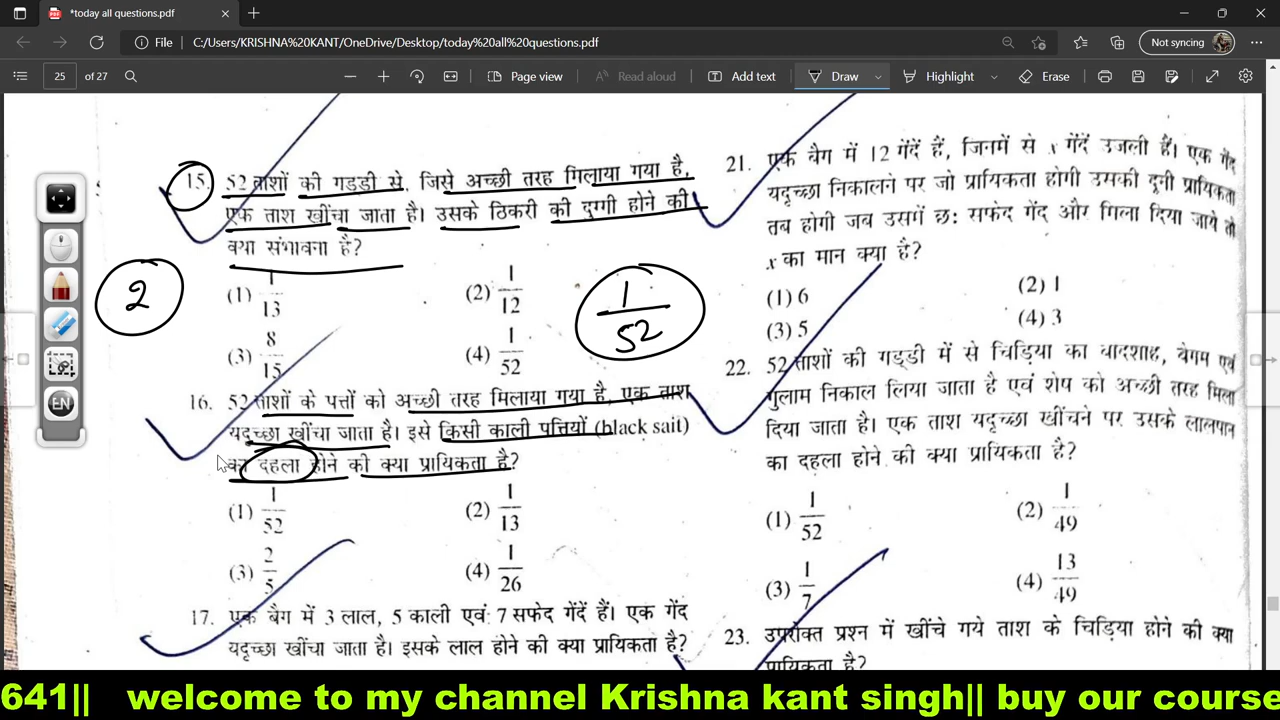 *today all questions.pdf
File C:/Users/KRISHNA%20KANT/OneDrive/Desktop/today%20all%20questions.pdf
Not syncing
25 of 27
Page view
Read aloud
Add text
Draw
Highlight
Erase
15. 52 ताशों की गड्डी से, जिसे अच्छी तरह मिलाया गया है,
एक ताश खींचा जाता है। उसके ठिकरी की दुग्गी होने की
क्या संभावना है?
(1) 1/13 (2) 1/12
(3) 8/15 (4) 1/52
2
1/52
16. 52 ताशों के पत्तों को अच्छी तरह मिलाया गया है, एक ताश
यदृच्छा खींचा जाता है। इसे किसी काली पत्तियों (black sait)
का दहला होने की क्या प्रायिकता है?
(1) 1/52 (2) 1/13
(3) 2/5 (4) 1/26
17. एक बैग में 3 लाल, 5 काली एवं 7 सफेद गेंदें हैं। एक गेंद
यदृच्छा खींचा जाता है। इसके लाल होने की क्या प्रायिकता है?
21. एक बैग में 12 गेंदें हैं, जिनमें से x गेंदें उजली हैं। एक गेंद
यदृच्छा निकालने पर जो प्रायिकता होगी उसकी दूनी प्रायिकता
तब होगी जब उसमें छः सफेद गेंद और मिला दिया जाये तो
x का मान क्या है?
(1) 6 (2) 1
(3) 5 (4) 3
22. 52 ताशों की गड्डी में से चिड़िया का बादशाह, बेगम एवं
गुलाम निकाल लिया जाता है एवं शेष को अच्छी तरह मिला
दिया जाता है। एक ताश यदृच्छा खींचने पर उसके लालपान
का दहला होने की क्या प्रायिकता है?
(1) 1/52 (2) 1/49
(3) 1/7 (4) 13/49
23. उपरोक्त प्रश्न में खींचे गये ताश के चिड़िया होने की क्या
प्रायिकता है?
EN
641|| welcome to my channel Krishna kant singh|| buy our course